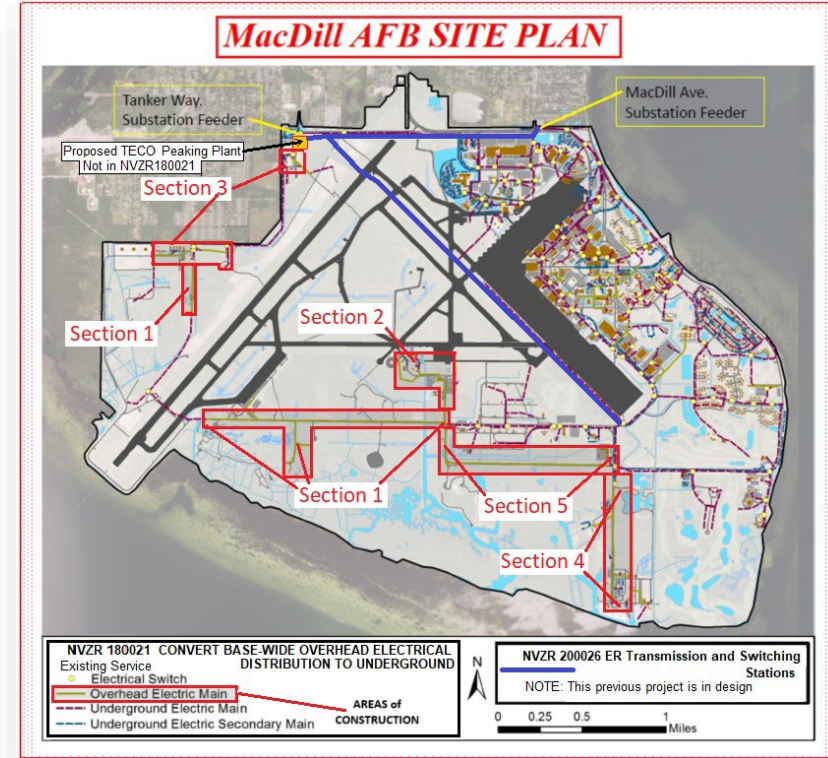 MacDill AFB SITE PLAN
Tanker Way.
Substation Feeder
MacDill Ave.
Substation Feeder
Proposed TECO Peaking Plant
Not in NVZR180021
Section 3
Section 1
Section 2
Section 1
Section 5
Section 4
NVZR 180021 CONVERT BASE-WIDE OVERHEAD ELECTRICAL
DISTRIBUTION TO UNDERGROUND
Existing Service
Electrical Switch
Overhead Electric Main
Underground Electric Main
Underground Electric Secondary Main
AREAS of
CONSTRUCTION
N
NVZR 200026 ER Transmission and Switching
Stations
NOTE: This previous project is in design
0 0.25 0.5 1
Miles